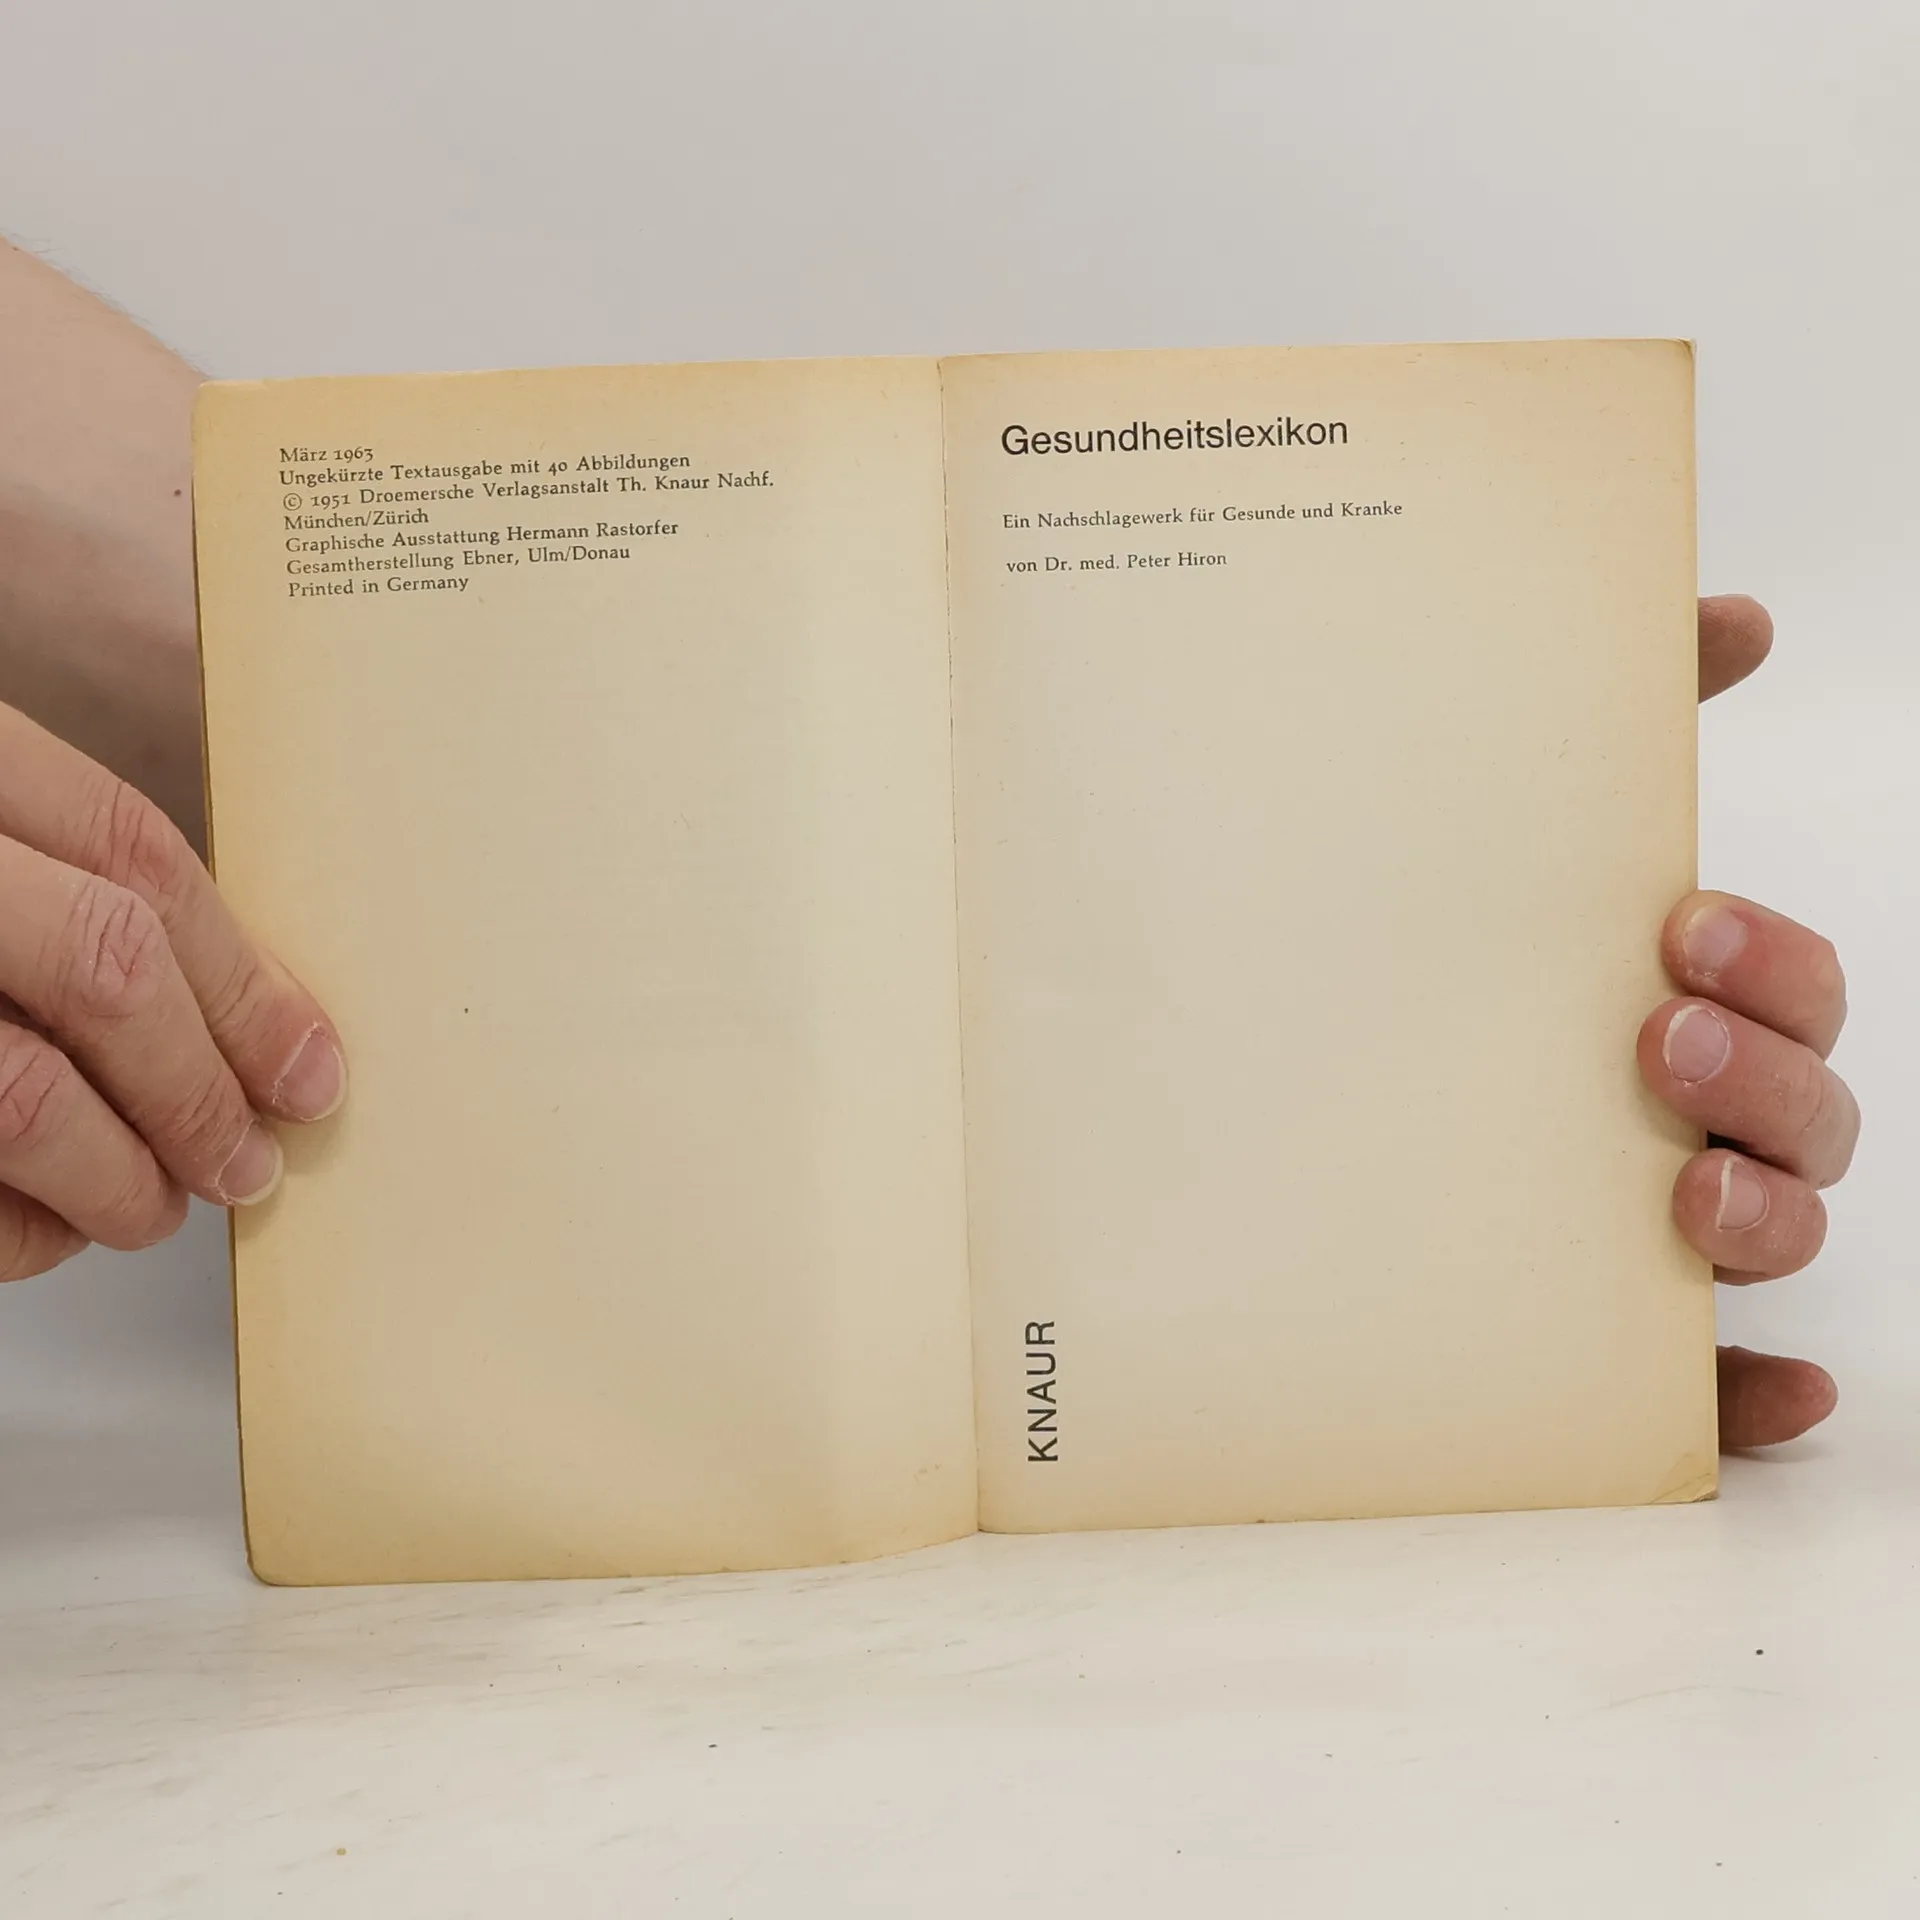 März 1963
Ungekürzte Textausgabe mit 40 Abbildungen
© 1951 Droemersche Verlagsanstalt Th. Knaur Nachf.
München/Zürich
Graphische Ausstattung Hermann Rastorfer
Gesamtherstellung Ebner, Ulm/Donau
Printed in Germany
Gesundheitslexikon
Ein Nachschlagewerk für Gesunde und Kranke
von Dr. med. Peter Hiron
KNAUR